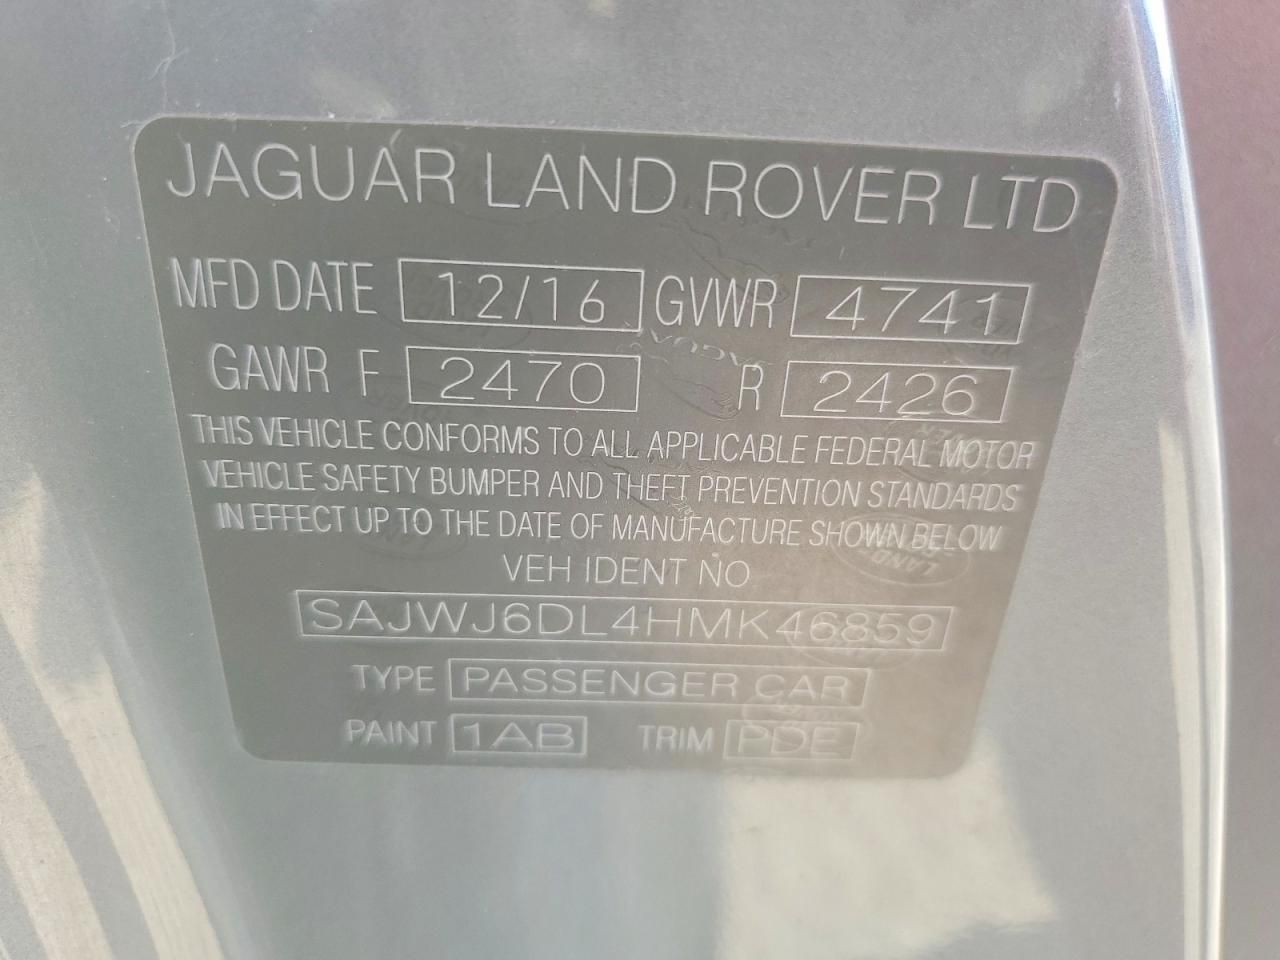 JAGUAR LAND ROVER LTD
MFD DATE 12/16 GVWR 4741
GAWR F 2470 R 2426
THIS VEHICLE CONFORMS TO ALL APPLICABLE FEDERAL MOTOR
VEHICLE SAFETY BUMPER AND THEFT PREVENTION STANDARDS
IN EFFECT UP TO THE DATE OF MANUFACTURE SHOWN BELOW
VEH IDENT NO
SAJWJ6DL4HMK46859
TYPE PASSENGER CAR
PAINT 1AB TRIM PDE